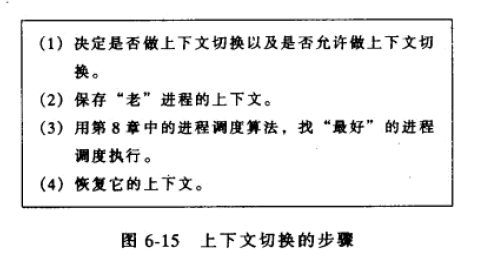 (1) 决定是否做上下文切换以及是否允许做上下文切
换。
(2) 保存“老”进程的上下文。
(3) 用第 8 章中的进程调度算法，找“最好”的进程
调度执行。
(4) 恢复它的上下文。
图 6-15 上下文切换的步骤